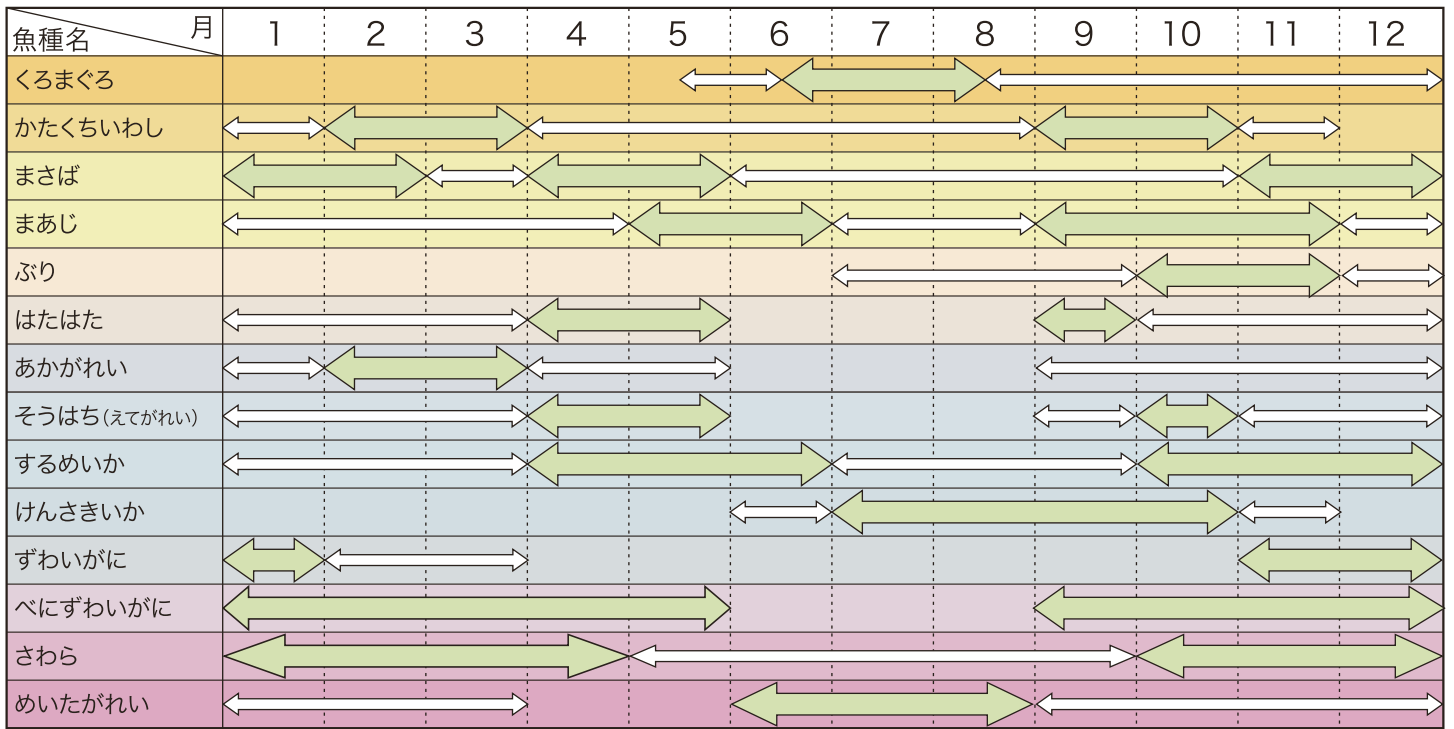 月
魚種名
1 2 3 4 5 6 7 8 9 10 11 12
くろまぐろ
かたくちいわし
まさば
まあじ
ぶり
はたはた
あかがれい
そうはち(えてがれい)
するめいか
けんさきいか
ずわいがに
べにずわいがに
さわら
めいたがれい